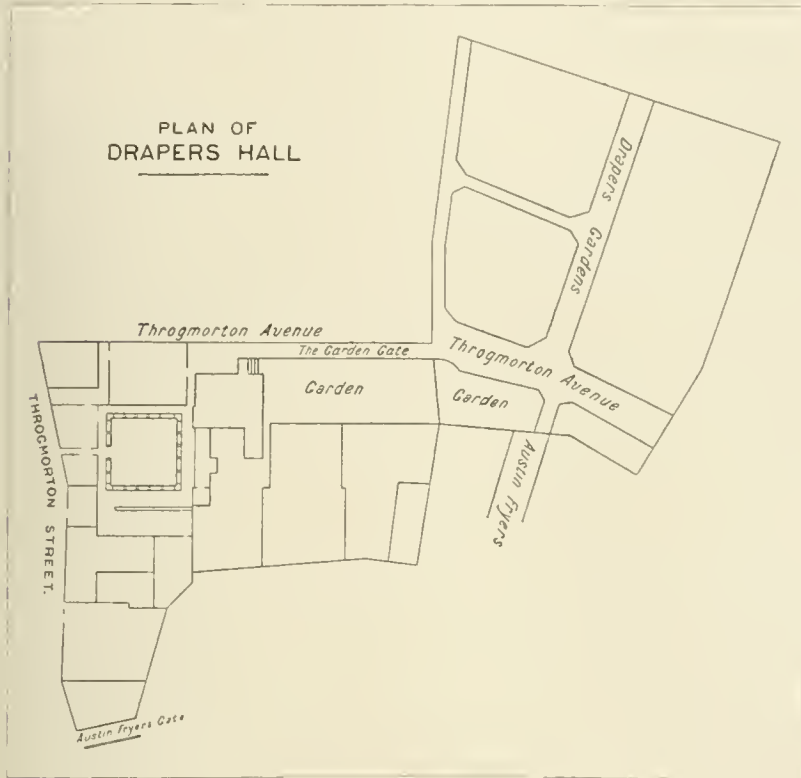 PLAN OF
DRAPERS HALL
Drapers Gardens
Throgmorton Avenue
The Garden Gate
Throgmorton Avenue
Garden
Garden
THROGMORTON STREET.
Austin Fryers
Austin Fryers Gate